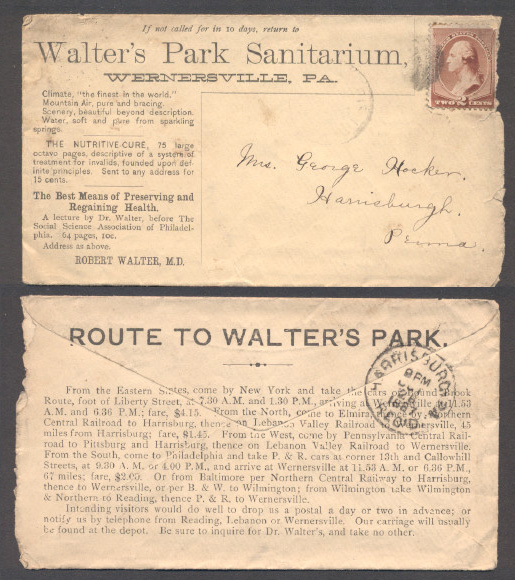 If not called for in 10 days, return to
Walter's Park Sanitarium,
WERNERSVILLE, PA.
Climate, "the finest in the world."
Mountain Air, pure and bracing.
Scenery, beautiful beyond description.
Water, soft and pure from sparkling
springs.
THE NUTRITIVE-CURE, 75 large
octavo pages, descriptive of a system of
treatment for invalids, founded upon def-
inite principles. Sent to any address for
15 cents.
The Best Means of Preserving and
Regaining Health.
A lecture by Dr. Walter, before The
Social Science Association of Philadel-
phia. 64 pages, 10c.
Address as above.
ROBERT WALTER, M.D.
TWO 2 CENTS
Mrs. George Hocker.
Harrisburgh.
Penna.
ROUTE TO WALTER'S PARK.
HARRISBURG
8 PM
From the Eastern States, come by New York and take the cars Bound Brook
Route, foot of Liberty Street, at 7.30 A.M. and 1.30 P.M., arriving at 11.53
A.M. and 6.36 P.M.; fare, $4.15. From the North, come to Elmira thence by Northern
Central Railroad to Harrisburg, thence on Lebanon Valley Railroad to Wernersville, 45
miles from Harrisburg; fare, $1.45. From the West, come by Pennsylvania Central Rail-
road to Pittsburg and Harrisburg, thence on Lebanon Valley Railroad to Wernersville.
From the South, come to Philadelphia and take P. & R. cars at corner 13th and Callowhill
Streets, at 9.30 A.M. or 4.00 P.M., and arrive at Wernersville at 11.53 A.M. or 6.36 P.M.
67 miles; fare, $2.00. Or from Baltimore per Northern Central Railway to Harrisburg,
thence to Wernersville, or per B. & W. to Wilmington; from Wilmington take Wilmington
& Northern to Reading, thence P. & R. to Wernersville.
Intending visitors would do well to drop us a postal a day or two in advance; or
notify us by telephone from Reading, Lebanon or Wernersville. Our carriage will usually
be found at the depot. Be sure to inquire for Dr. Walter's, and take no other.